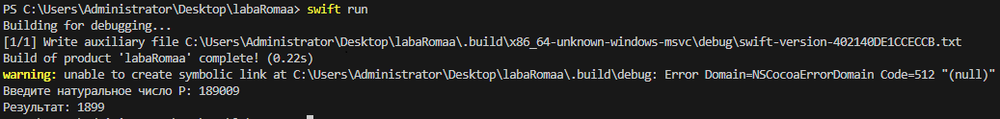 PS C:\Users\Administrator\Desktop\labaRomaa> swift run
Building for debugging...
[1/1] Write auxiliary file C:\Users\Administrator\Desktop\labaRomaa\.build\x86_64-unknown-windows-msvc\debug\swift-version-402140DE1CCECCB.txt
Build of product 'labaRomaa' complete! (0.22s)
warning: unable to create symbolic link at C:\Users\Administrator\Desktop\labaRomaa\.build\debug: Error Domain=NSCocoaErrorDomain Code=512 "(null)"
Введите натуральное число P: 189009
Результат: 1899